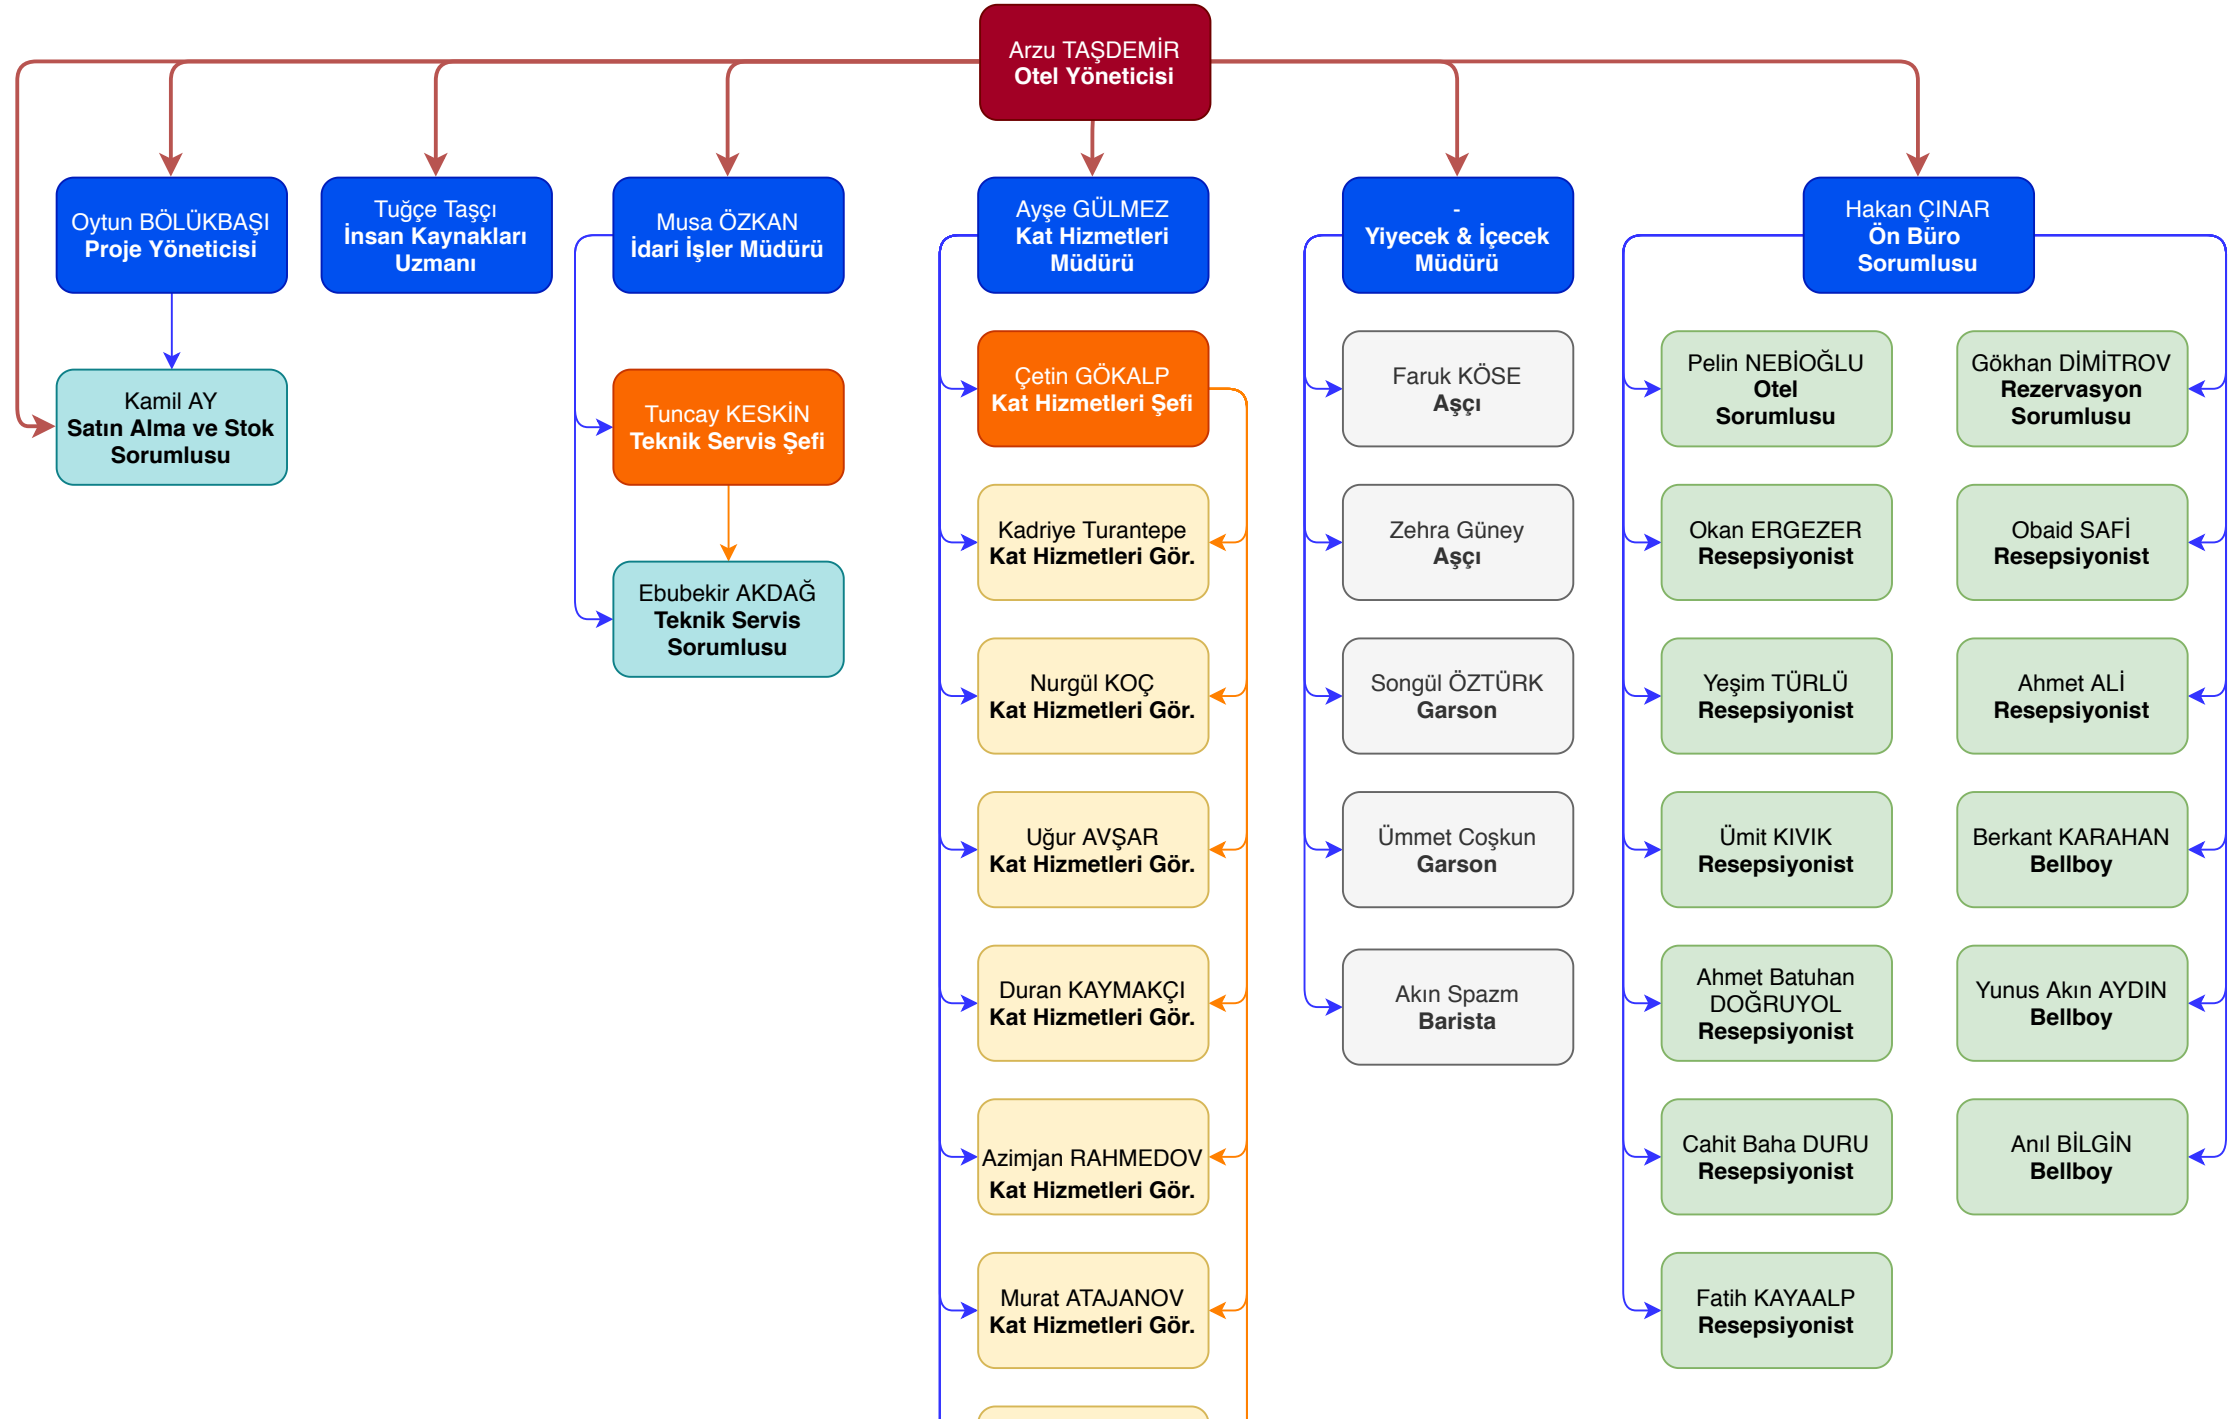 Arzu TAŞDEMİR
Otel Yöneticisi
Oytun BÖLÜKBAŞI
Proje Yöneticisi
Tuğçe Taşçı
İnsan Kaynakları
Uzmanı
Musa ÖZKAN
İdari İşler Müdürü
Ayşe GÜLMEZ
Kat Hizmetleri
Müdürü
-
Yiyecek & İçecek
Müdürü
Hakan ÇINAR
Ön Büro
Sorumlusu
Kamil AY
Satın Alma ve Stok
Sorumlusu
Tuncay KESKİN
Teknik Servis Şefi
Ebubekir AKDAĞ
Teknik Servis
Sorumlusu
Çetin GÖKALP
Kat Hizmetleri Şefi
Kadriye Turantepe
Kat Hizmetleri Gör.
Nurgül KOÇ
Kat Hizmetleri Gör.
Uğur AVŞAR
Kat Hizmetleri Gör.
Duran KAYMAKÇI
Kat Hizmetleri Gör.
Azimjan RAHMEDOV
Kat Hizmetleri Gör.
Murat ATAJANOV
Kat Hizmetleri Gör.
Faruk KÖSE
Aşçı
Zehra Güney
Aşçı
Songül ÖZTÜRK
Garson
Ümmet Coşkun
Garson
Akın Spazm
Barista
Pelin NEBİOĞLU
Otel
Sorumlusu
Okan ERGEZER
Resepsiyonist
Yeşim TÜRLÜ
Resepsiyonist
Ümit KIVIK
Resepsiyonist
Ahmet Batuhan
DOĞRUYOL
Resepsiyonist
Cahit Baha DURU
Resepsiyonist
Fatih KAYAALP
Resepsiyonist
Gökhan DİMİTROV
Rezervasyon
Sorumlusu
Obaid SAFİ
Resepsiyonist
Ahmet ALİ
Resepsiyonist
Berkant KARAHAN
Bellboy
Yunus Akın AYDIN
Bellboy
Anıl BİLGİN
Bellboy